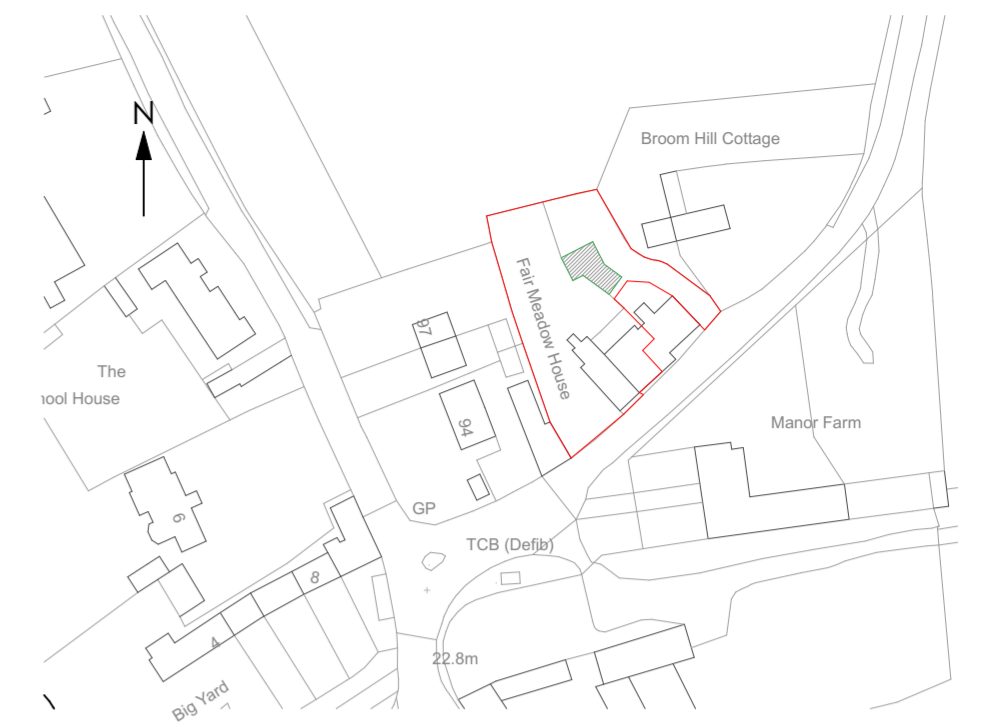 N
Broom Hill Cottage
Fair Meadow House
97
The
hool House
94
Manor Farm
GP
6
TCB (Defib)
8
4
22.8m
Big Yard